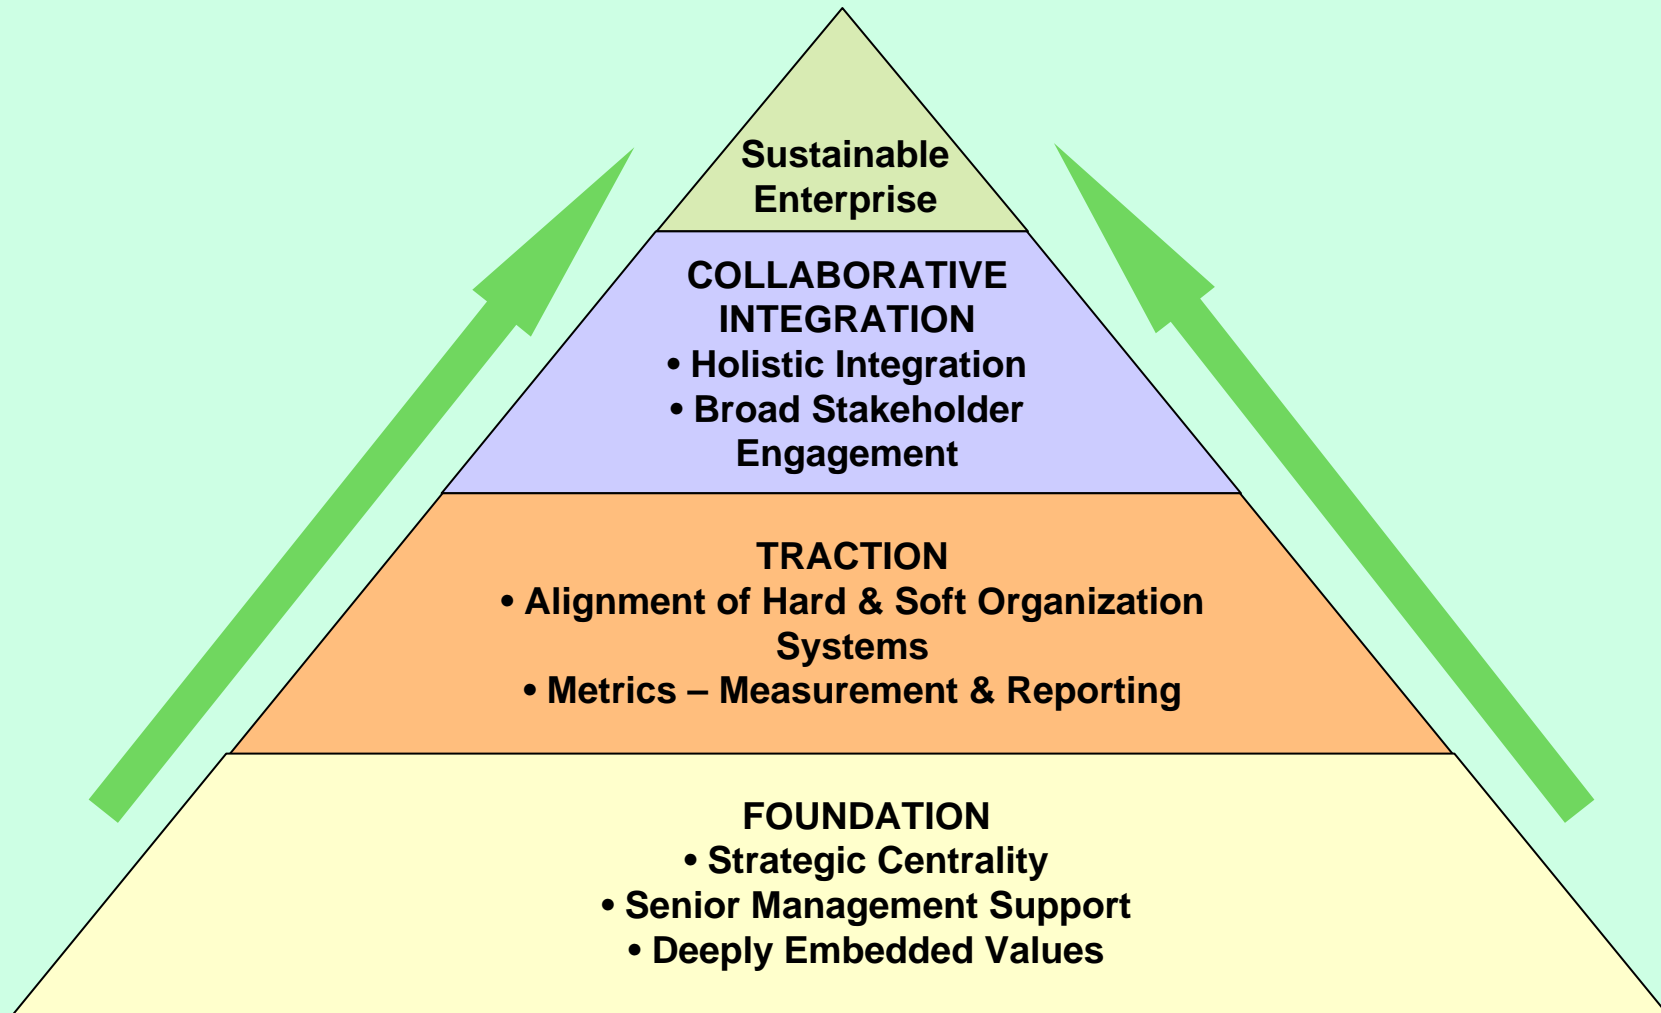 Sustainable
Enterprise
COLLABORATIVE
INTEGRATION
• Holistic Integration
• Broad Stakeholder
Engagement
TRACTION
• Alignment of Hard & Soft Organization
Systems
• Metrics – Measurement & Reporting
FOUNDATION
• Strategic Centrality
• Senior Management Support
• Deeply Embedded Values